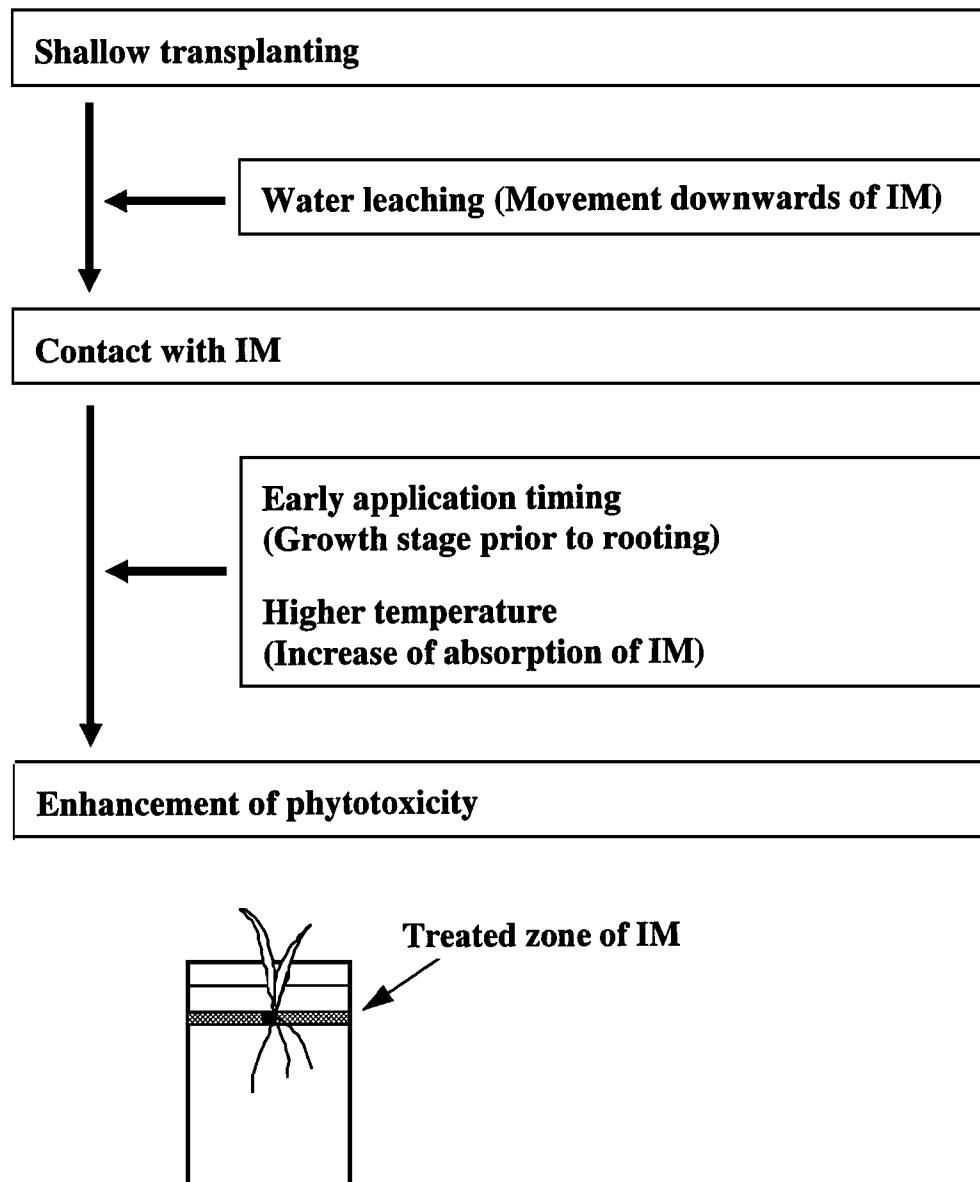 Shallow transplanting
Water leaching (Movement downwards of IM)
Contact with IM
Early application timing
(Growth stage prior to rooting)
Higher temperature
(Increase of absorption of IM)
Enhancement of phytotoxicity
Treated zone of IM